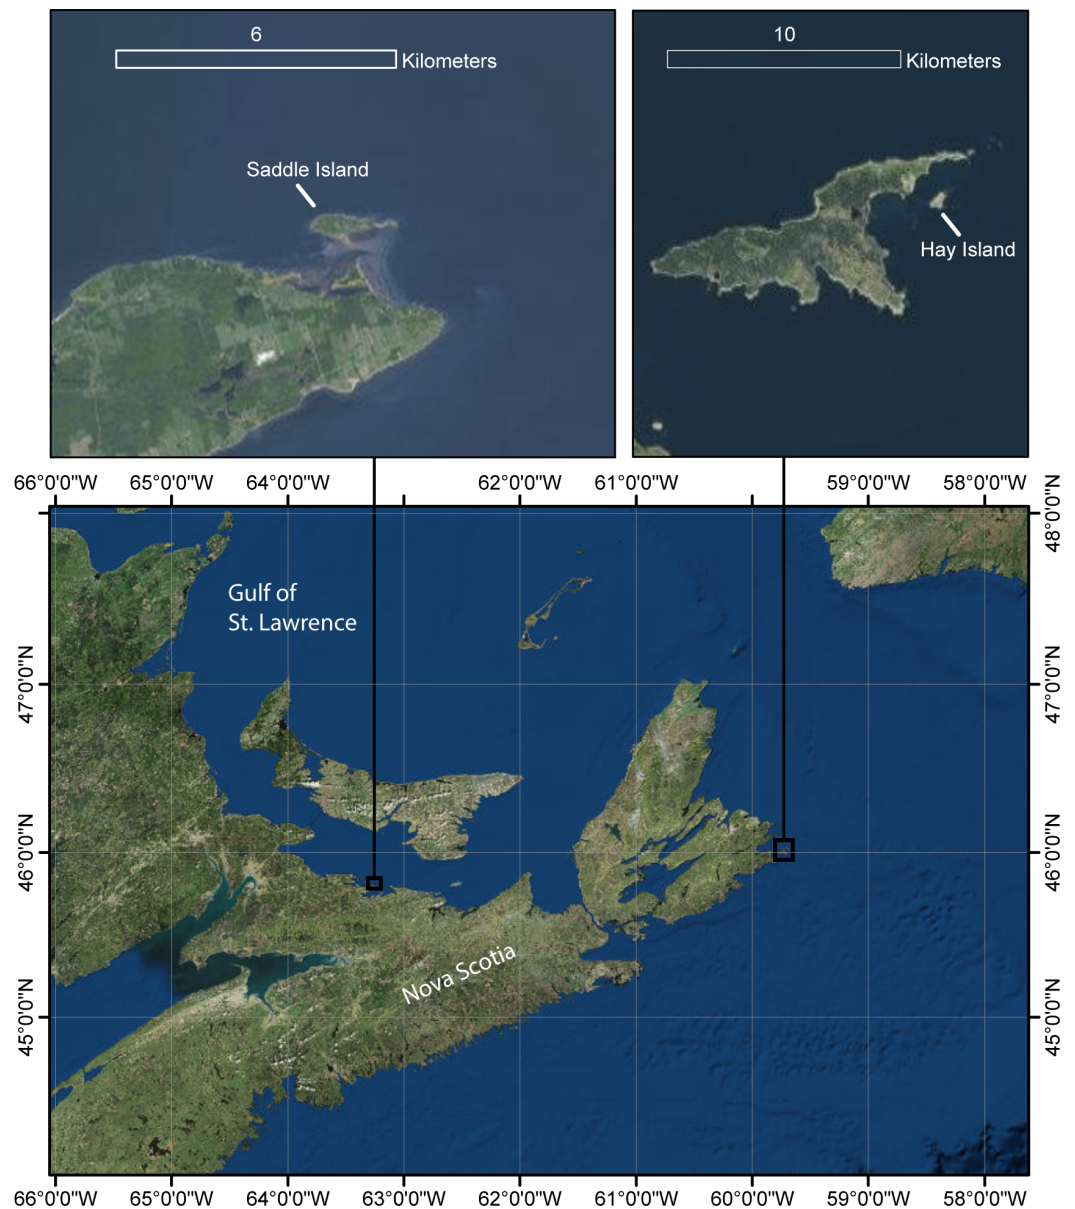 6
Kilometers
Saddle Island
10
Kilometers
Hay Island
66°0'0"W 65°0'0"W 64°0'0"W 62°0'0"W 61°0'0"W 59°0'0"W 58°0'0"W
48°0'0"N
Gulf of
St. Lawrence
47°0'0"N 47°0'0"N
46°0'0"N 46°0'0"N
Nova Scotia
45°0'0"N 45°0'0"N
66°0'0"W 65°0'0"W 64°0'0"W 63°0'0"W 62°0'0"W 61°0'0"W 60°0'0"W 59°0'0"W 58°0'0"W